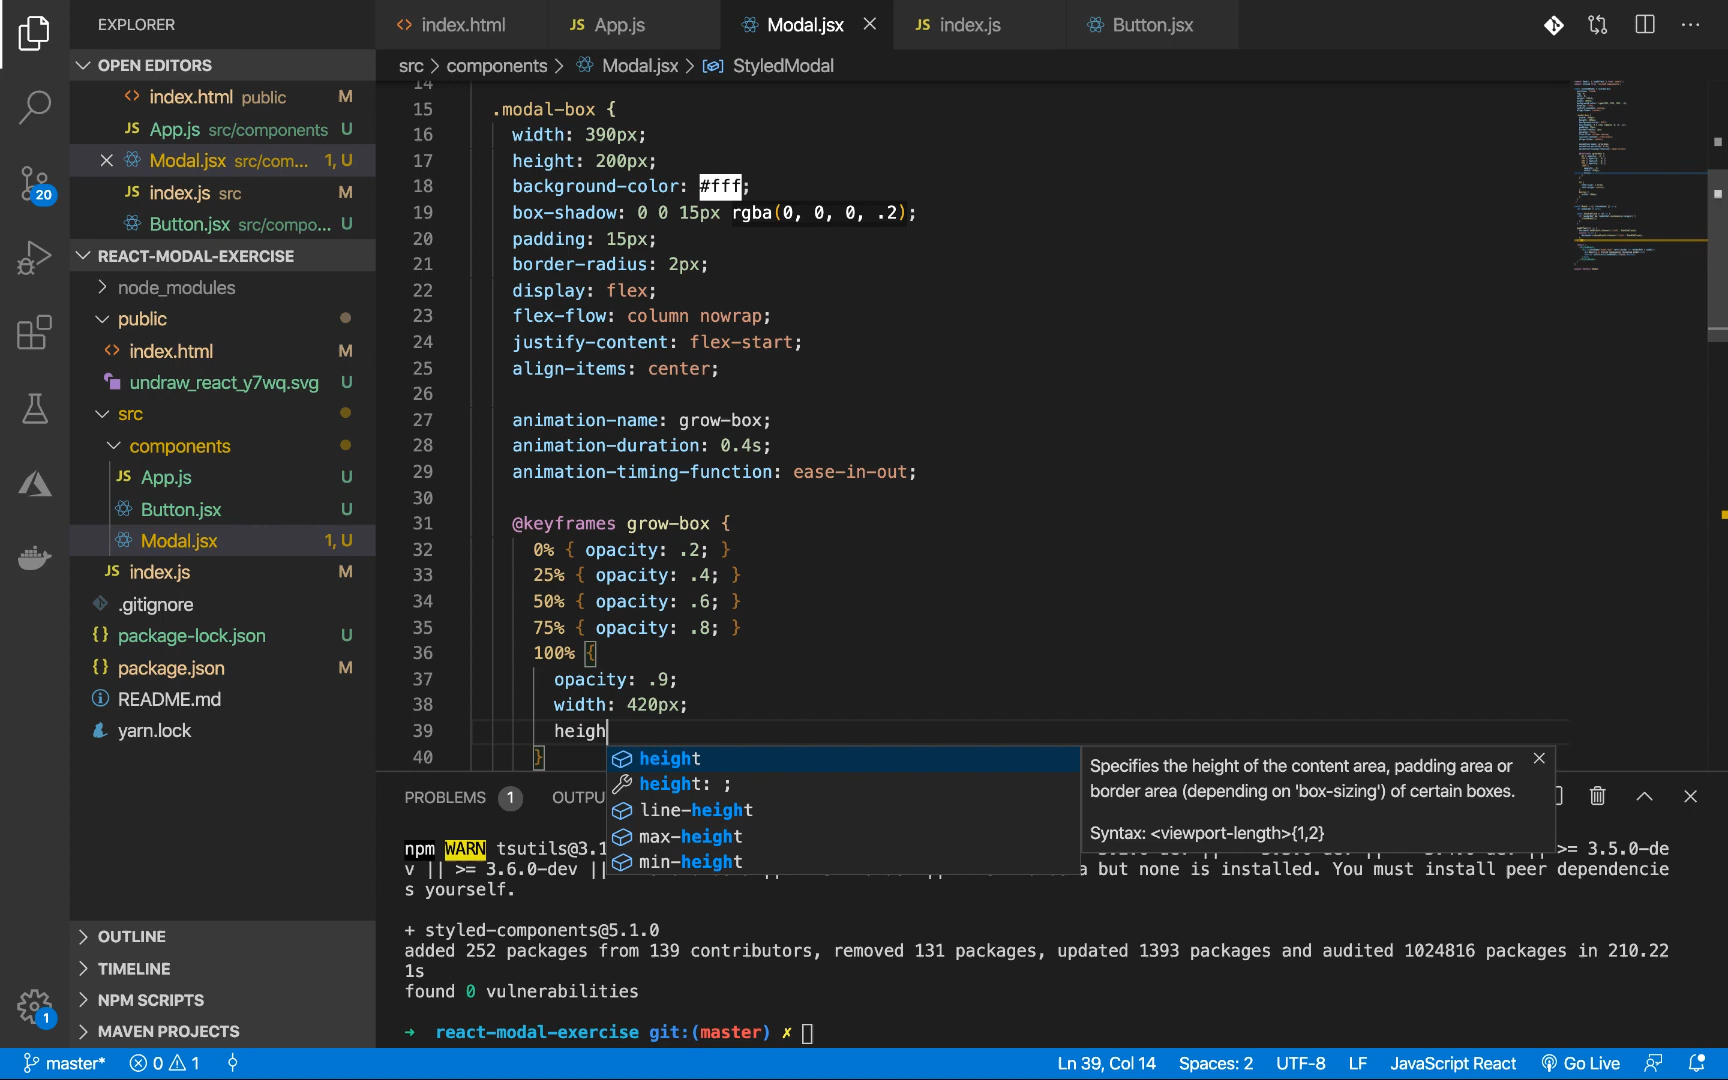 EXPLORER
index.html
App.js
Modal.jsx
index.js
Button.jsx
OPEN EDITORS
src > components > Modal.jsx > StyledModal
index.html public M
App.js src/components U
Modal.jsx src/com... 1, U
index.js src M
Button.jsx src/compo... U
REACT-MODAL-EXERCISE
node_modules
public
index.html M
undraw_react_y7wq.svg U
src
components
App.js U
Button.jsx U
Modal.jsx 1, U
index.js M
.gitignore
package-lock.json U
package.json M
README.md
yarn.lock
OUTLINE
TIMELINE
NPM SCRIPTS
MAVEN PROJECTS
20
1
14
15 .modal-box {
16 width: 390px;
17 height: 200px;
18 background-color: #fff;
19 box-shadow: 0 0 15px rgba(0, 0, 0, .2);
20 padding: 15px;
21 border-radius: 2px;
22 display: flex;
23 flex-flow: column nowrap;
24 justify-content: flex-start;
25 align-items: center;
26
27 animation-name: grow-box;
28 animation-duration: 0.4s;
29 animation-timing-function: ease-in-out;
30
31 @keyframes grow-box {
32 0% { opacity: .2; }
33 25% { opacity: .4; }
34 50% { opacity: .6; }
35 75% { opacity: .8; }
36 100% {
37 opacity: .9;
38 width: 420px;
39 heigh
40 }
height
height: ;
line-height
max-height
min-height
Specifies the height of the content area, padding area or
border area (depending on 'box-sizing') of certain boxes.
Syntax: <viewport-length>{1,2}
PROBLEMS 1 OUTPU
npm WARN tsutils@3.1 >= 3.5.0-de
v || >= 3.6.0-dev || a but none is installed. You must install peer dependencie
s yourself.
+ styled-components@5.1.0
added 252 packages from 139 contributors, removed 131 packages, updated 1393 packages and audited 1024816 packages in 210.22
1s
found 0 vulnerabilities
→ react-modal-exercise git:(master) ✗
master* 0 1 Ln 39, Col 14 Spaces: 2 UTF-8 LF JavaScript React Go Live